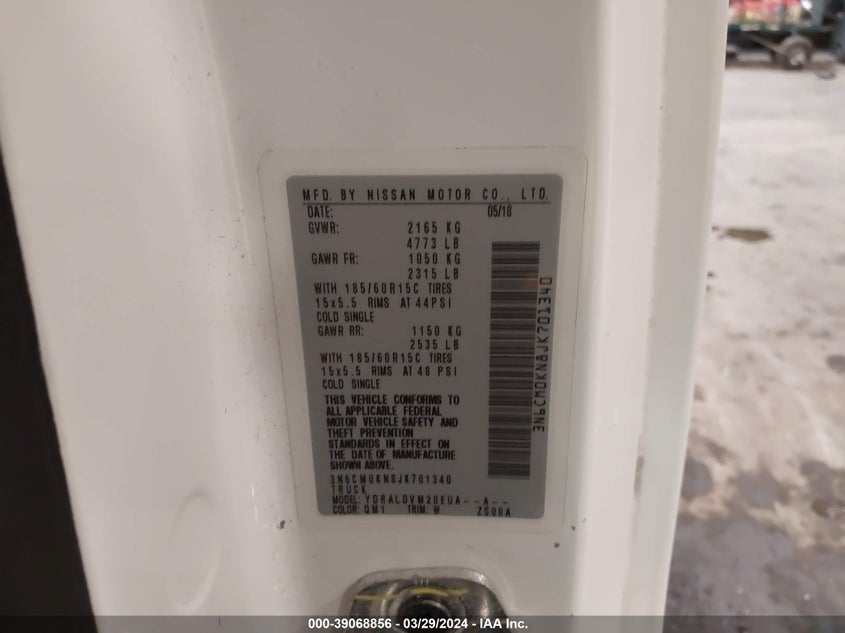 MFD. BY NISSAN MOTOR CO., LTD.
DATE: 05/18
GVWR: 2165 KG
4773 LB
GAWR FR: 1050 KG
2315 LB
WITH 185/60R15C TIRES
15x5.5 RIMS AT 44PSI
COLD SINGLE
GAWR RR: 1150 KG
2535 LB
WITH 185/60R15C TIRES
15x5.5 RIMS AT 48 PSI
COLD SINGLE
THIS VEHICLE CONFORMS TO
ALL APPLICABLE FEDERAL
MOTOR VEHICLE SAFETY AND
THEFT PREVENTION
STANDARDS IN EFFECT ON
THE DATE OF MANUFACTURE
SHOWN ABOVE.
3N6CM0KN8JK701340
TRUCK
MODEL: YDRALDVM20EUA--A--
COLOR: QM1 TRIM: W ZS00A
3N6CM0KN8JK701340
000-39068856 - 03/29/2024 - IAA Inc.